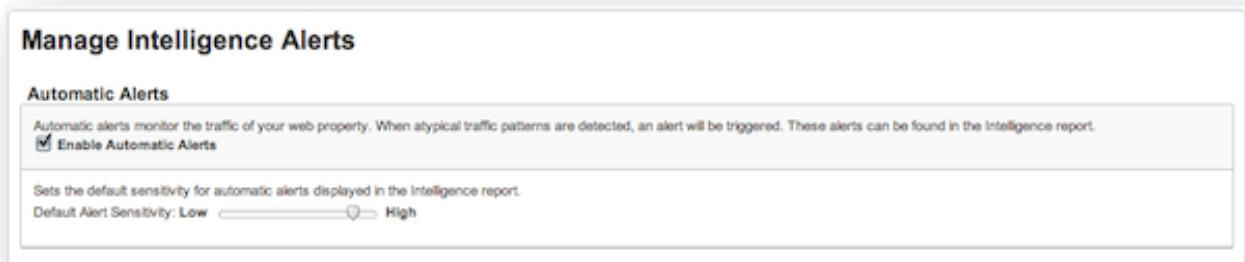 Manage Intelligence Alerts
Automatic Alerts
Automatic alerts monitor the traffic of your web property. When atypical traffic patterns are detected, an alert will be triggered. These alerts can be found in the Intelligence report.
Enable Automatic Alerts
Sets the default sensitivity for automatic alerts displayed in the Intelligence report.
Default Alert Sensitivity: Low High